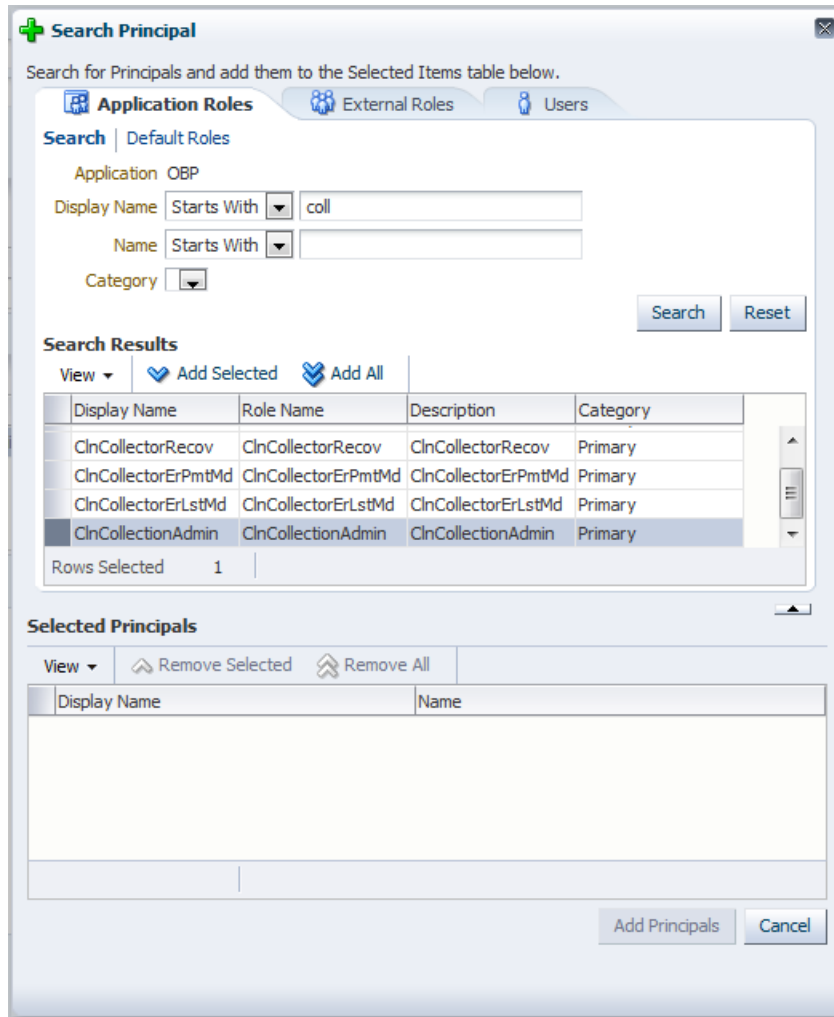 Search Principal
Search for Principals and add them to the Selected Items table below.
Application Roles External Roles Users
Search Default Roles
Application OBP
Display Name Starts With coll
Name Starts With
Category
Search Reset
Search Results
View Add Selected Add All
Display Name Role Name Description Category
ClnCollectorRecov ClnCollectorRecov ClnCollectorRecov Primary
ClnCollectorErPmtMd ClnCollectorErPmtMd ClnCollectorErPmtMd Primary
ClnCollectorErLstMd ClnCollectorErLstMd ClnCollectorErLstMd Primary
ClnCollectionAdmin ClnCollectionAdmin ClnCollectionAdmin Primary
Rows Selected 1
Selected Principals
View Remove Selected Remove All
Display Name Name
Add Principals Cancel